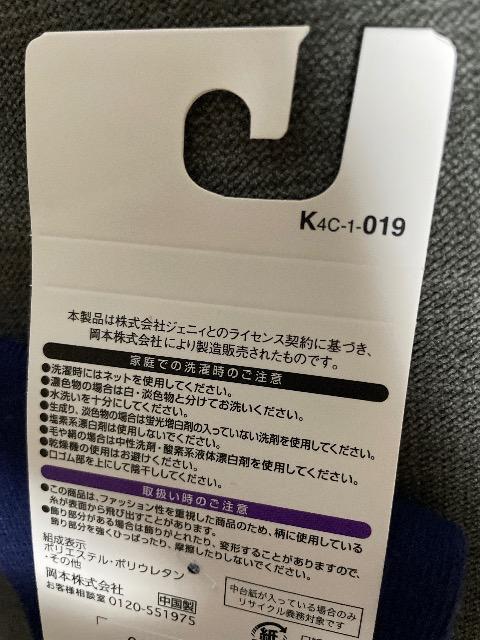 K4C-1-019
本製品は株式会社ジェニィとのライセンス契約に基づき、
岡本株式会社により製造販売されたものです。
家庭での洗濯時のご注意
●洗濯時にはネットを使用してください。
●濃色物の場合は白・淡色物と分けてお洗いください。
●水洗いを十分にしてください。
●生成り、淡色物の場合は蛍光増白剤の入っていない洗剤を使用してください。
●塩素系漂白剤は使用しないでください。
●毛や絹の場合は中性洗剤・酸素系液体漂白剤を使用してください。
●乾燥機の使用はお避けください。
●口ゴム部を上にして陰干ししてください。
取扱い時のご注意
●この商品は、ファッション性を重視した商品のため、柄に使用している
糸が表面から飛び出すことがあります。
●飾り部分がある場合は飾りがとれたり、変形することがありますので、
飾り部分を強くひっぱったり、摩擦したりしないでください。
組成表示
ポリエステル・ポリウレタン
・その他
岡本株式会社 中国製
お客様相談室 0120-551975
中台紙が入っている場合のみ
リサイクル義務対象です。
紙